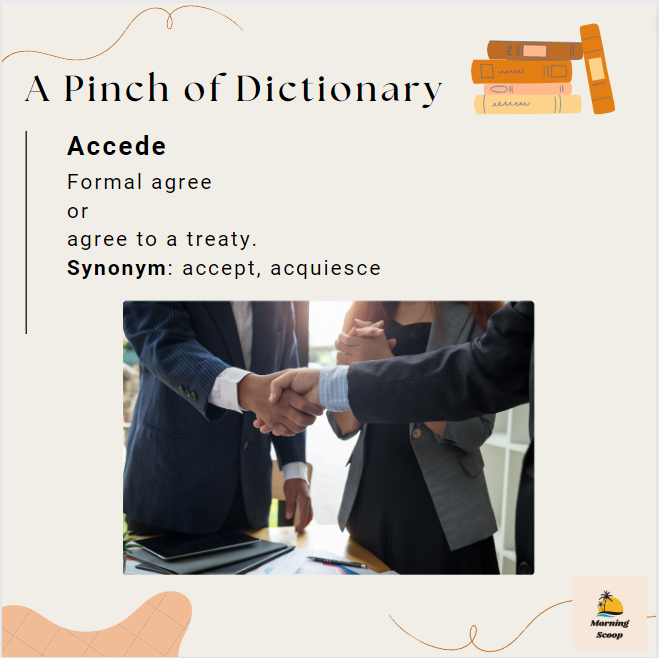 A Pinch of Dictionary
Accede
Formal agree
or
agree to a treaty.
Synonym: accept, acquiesce
Morning
Scoop